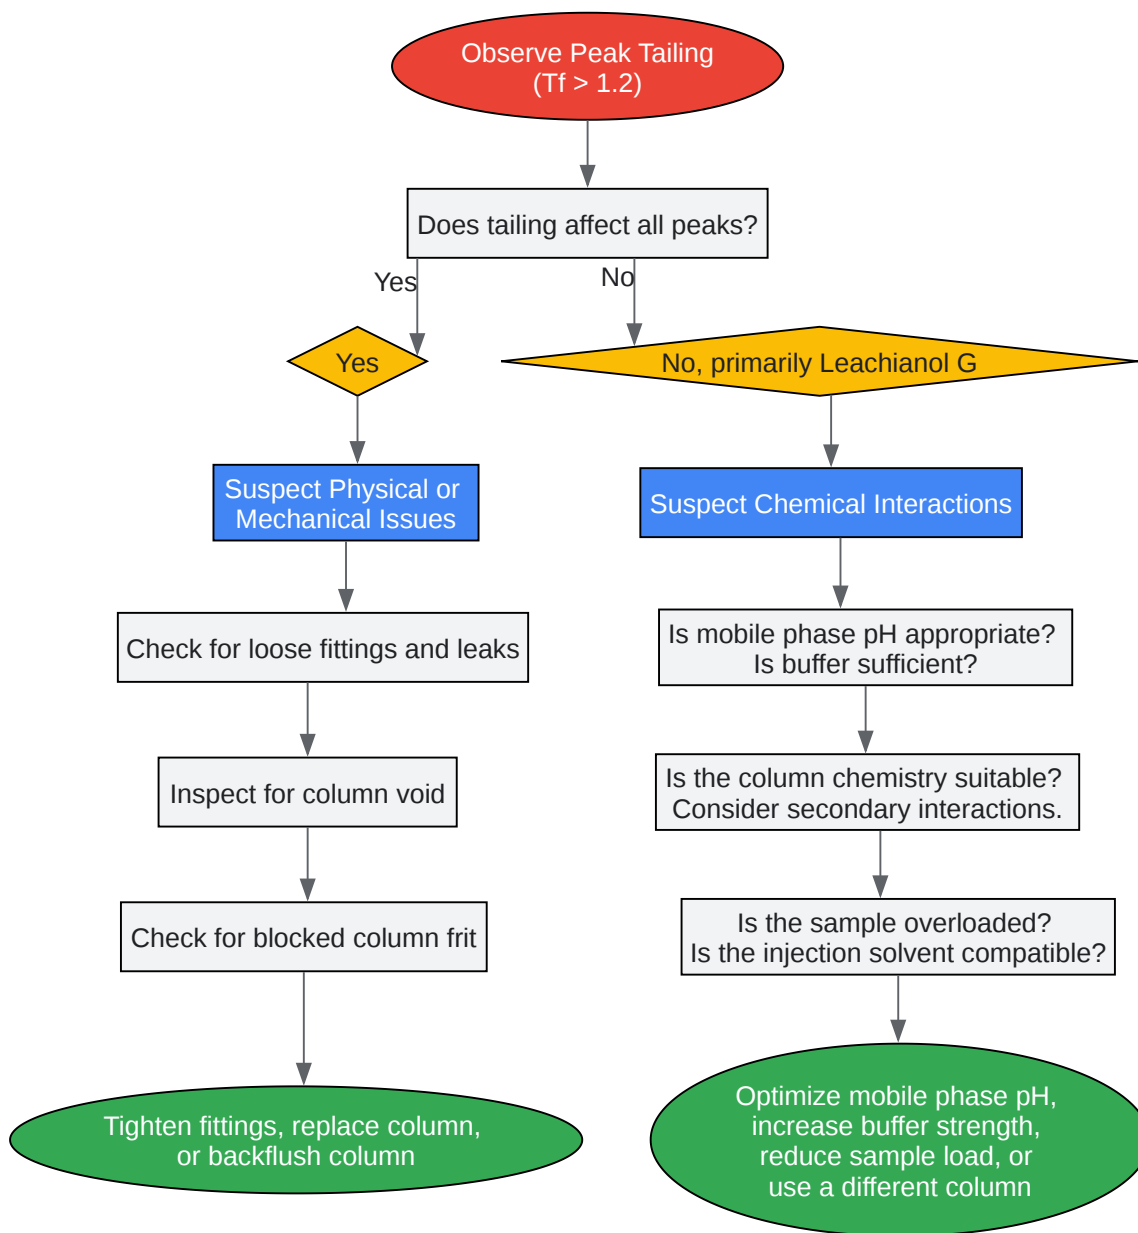 Observe Peak Tailing
(Tf > 1.2)
Does tailing affect all peaks?
Yes
No
Yes
No, primarily Leachianol G
Suspect Physical or
Mechanical Issues
Suspect Chemical Interactions
Check for loose fittings and leaks
Is mobile phase pH appropriate?
Is buffer sufficient?
Inspect for column void
Is the column chemistry suitable?
Consider secondary interactions.
Check for blocked column frit
Is the sample overloaded?
Is the injection solvent compatible?
Tighten fittings, replace column,
or backflush column
Optimize mobile phase pH,
increase buffer strength,
reduce sample load, or
use a different column